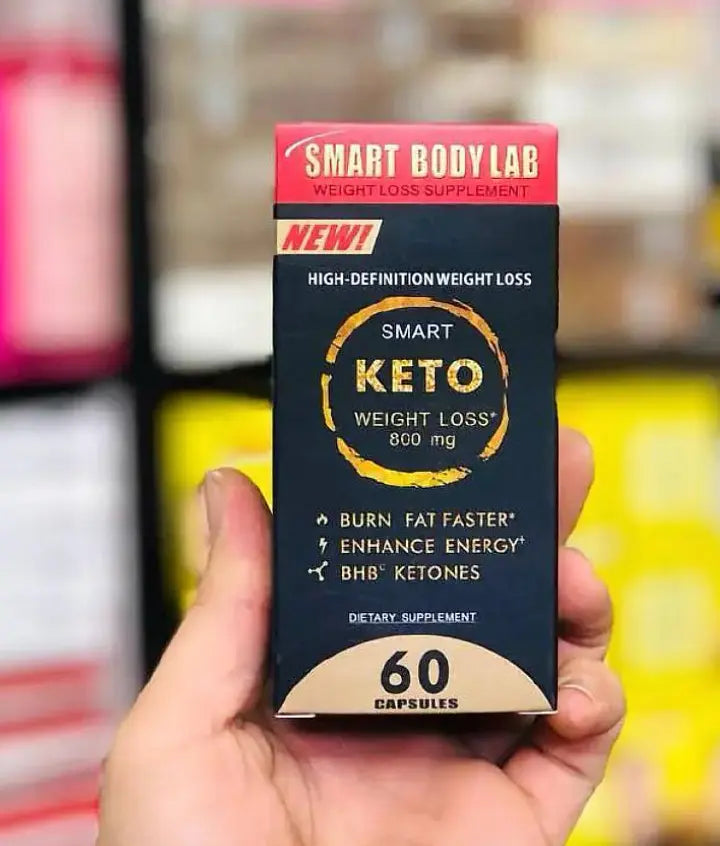 SMART BODY LAB
WEIGHT LOSS SUPPLEMENT
NEW!
HIGH-DEFINITION WEIGHT LOSS
SMART
KETO
WEIGHT LOSS*
800 mg
BURN FAT FASTER*
ENHANCE ENERGY⁺
BHBᶜ KETONES
DIETARY SUPPLEMENT
60
CAPSULES